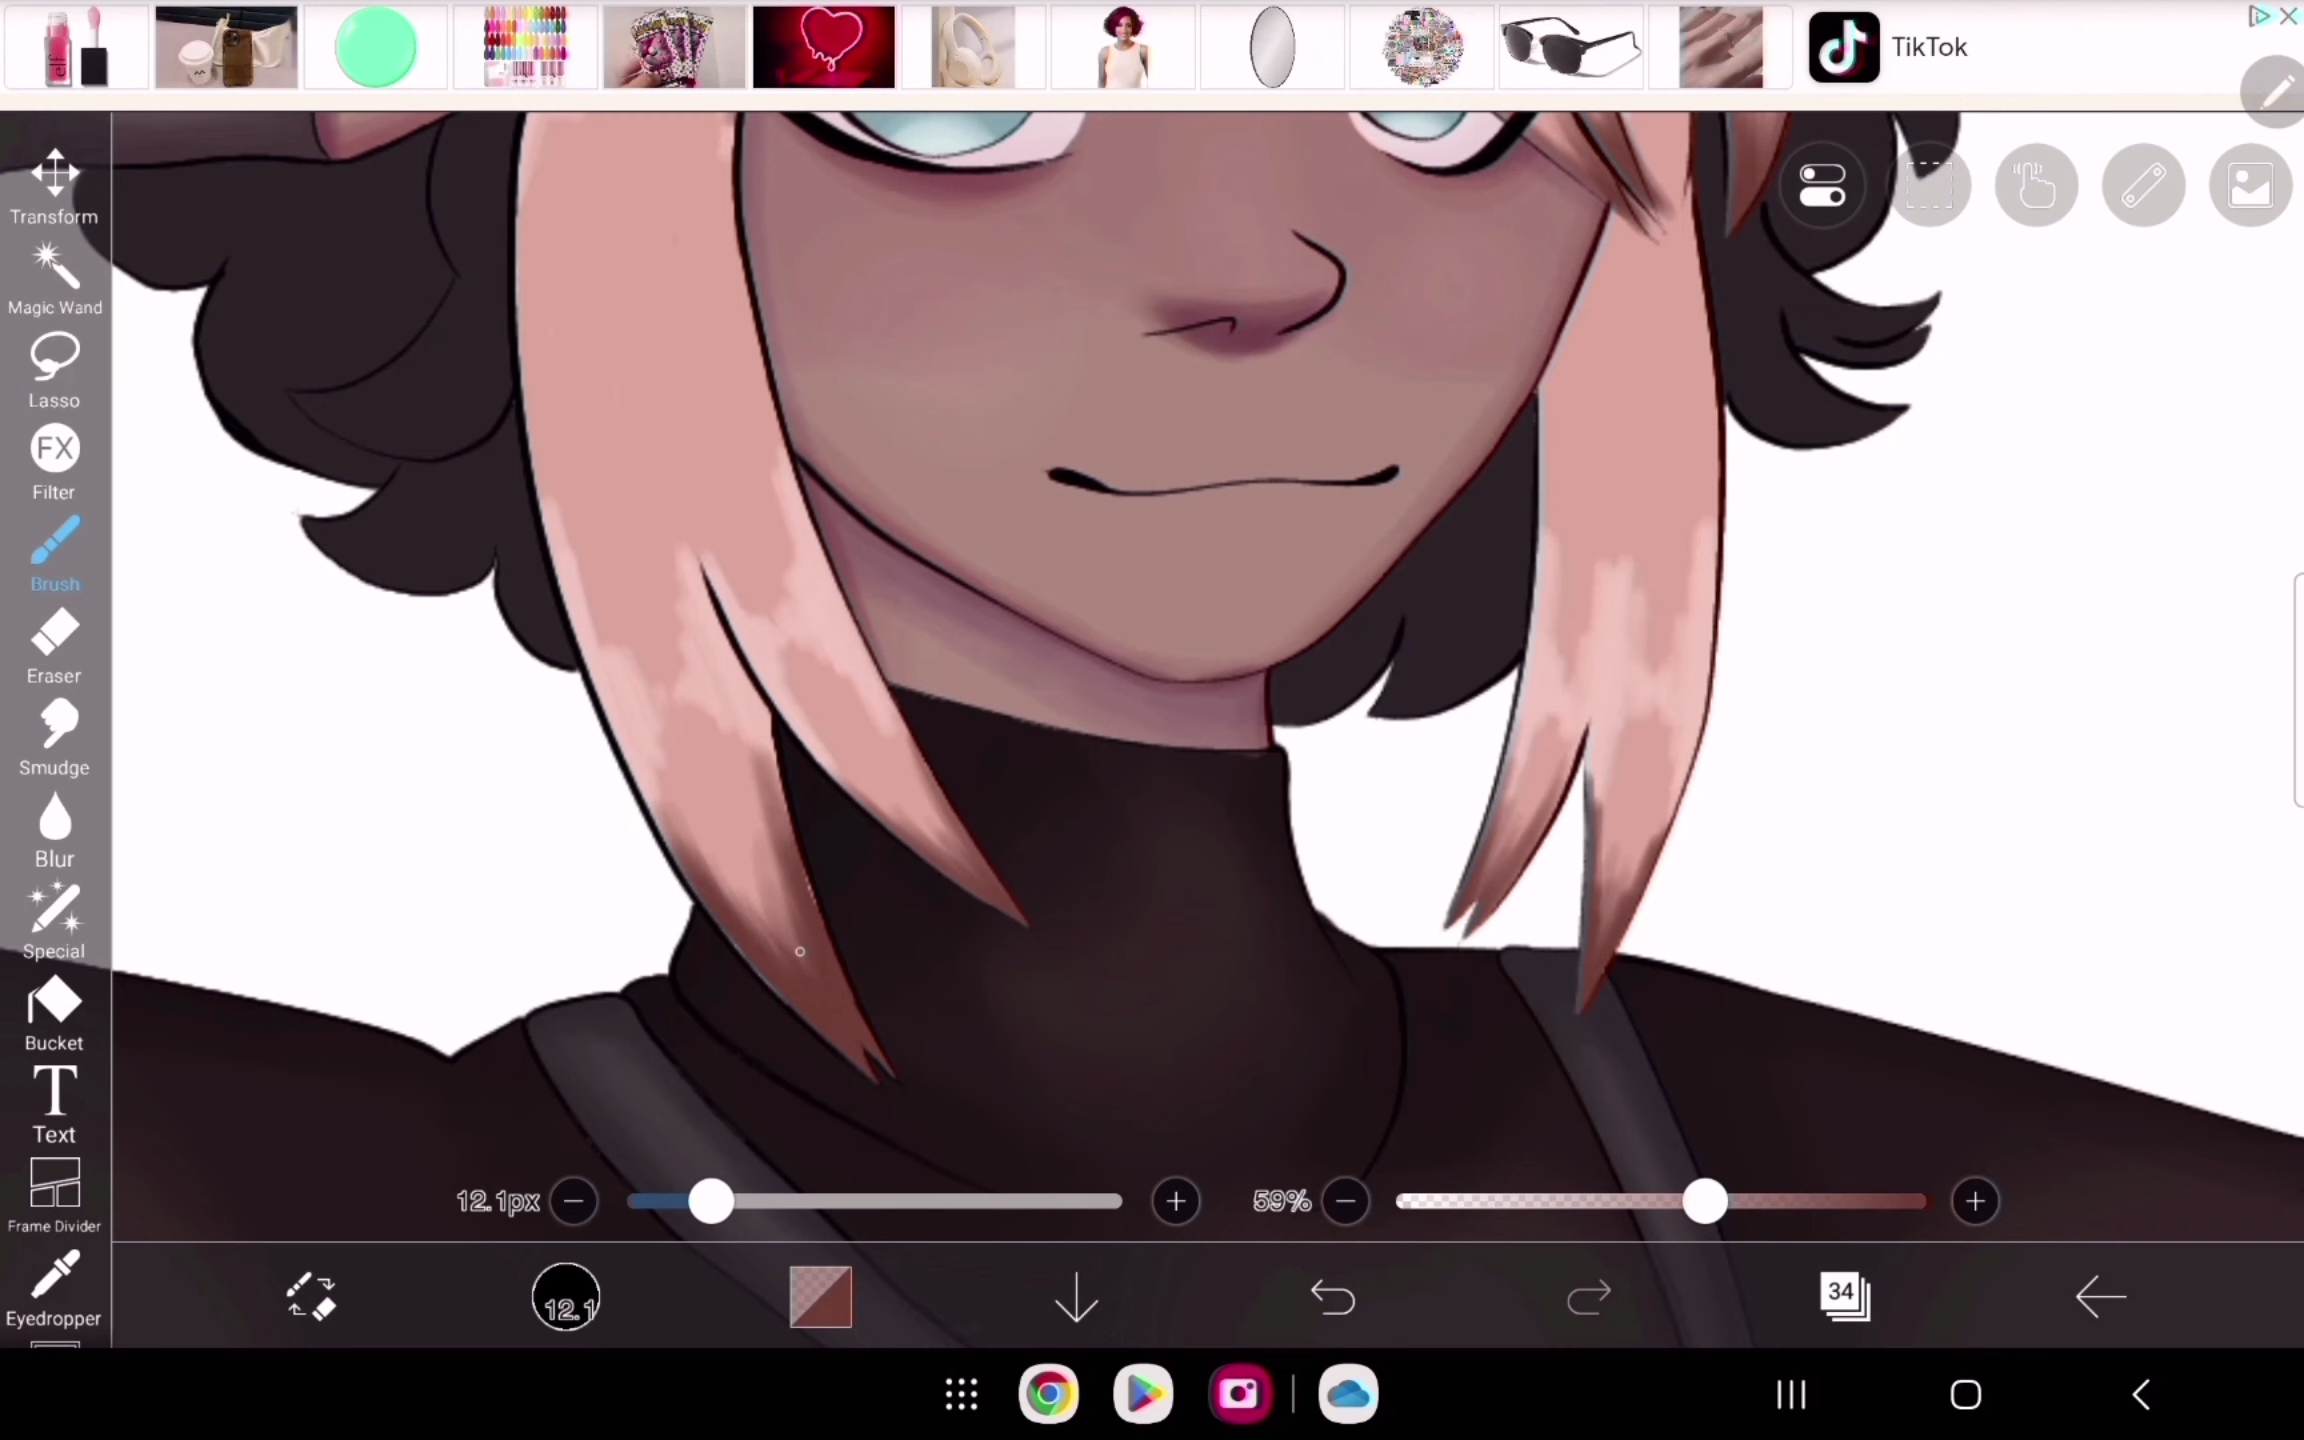 elf
TikTok
Transform
Magic Wand
Lasso
FX
Filter
Brush
Eraser
Smudge
Blur
Special
Bucket
T
Text
Frame Divider
Eyedropper
12.1px
59%
12.1
34